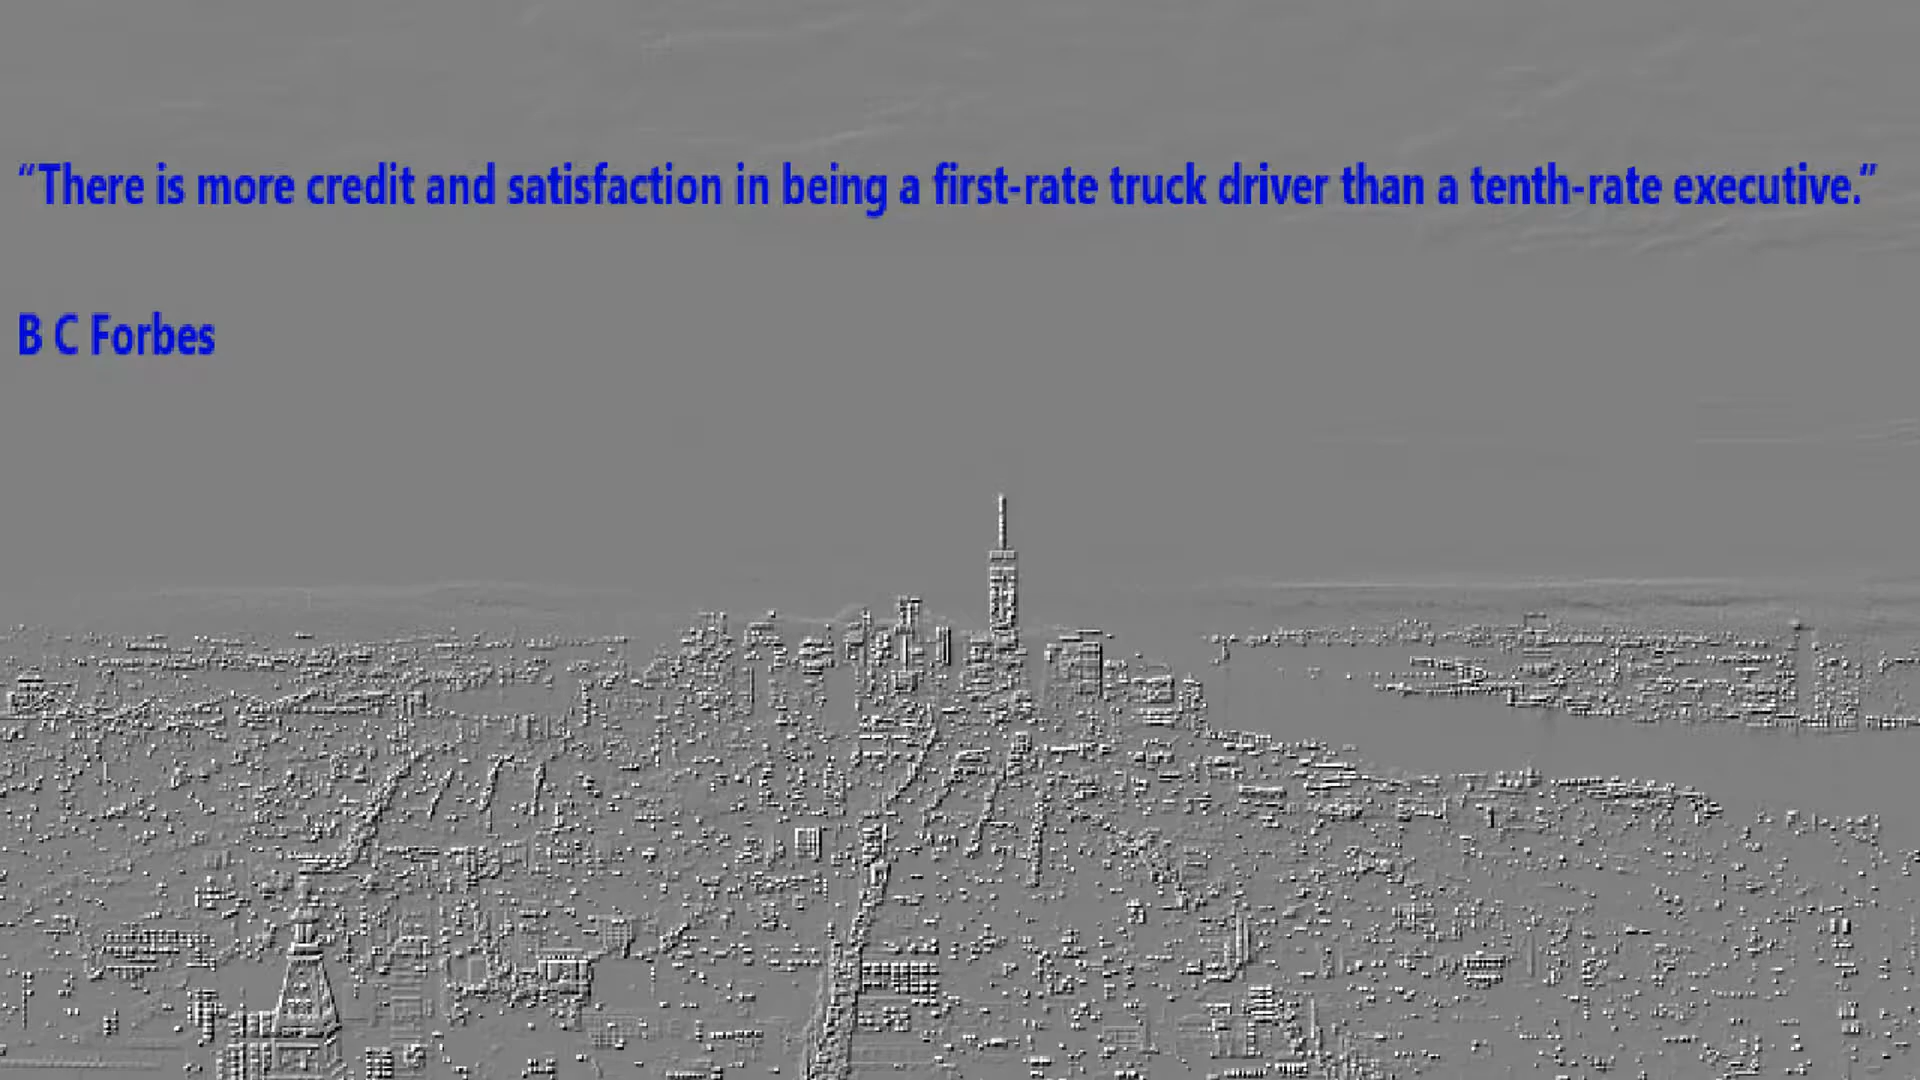 “There is more credit and satisfaction in being a first-rate truck driver than a tenth-rate executive.”
B C Forbes